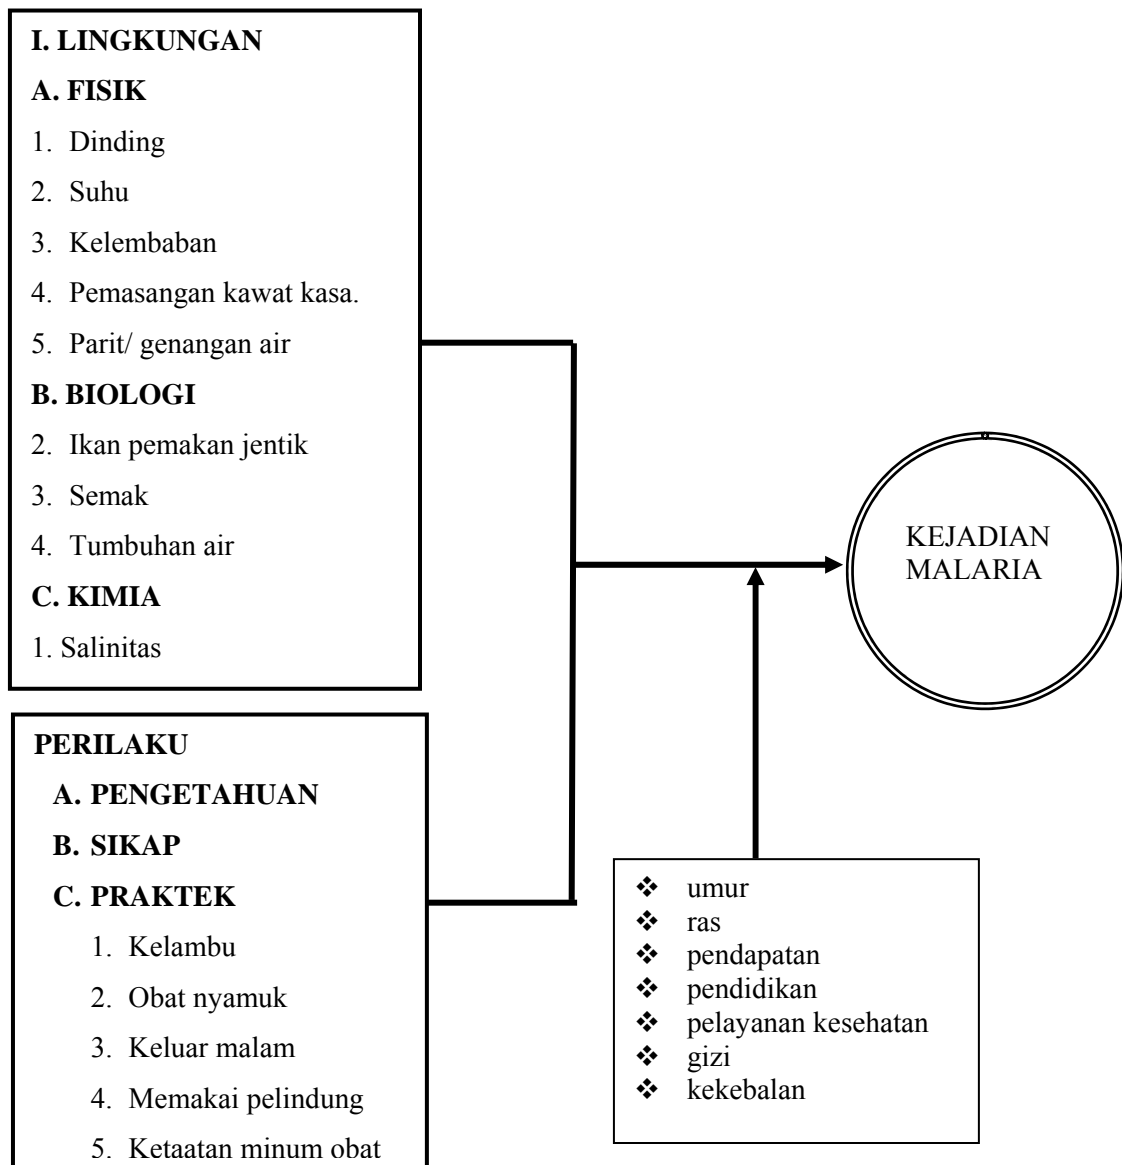 I. LINGKUNGAN
A. FISIK
1. Dinding
2. Suhu
3. Kelembaban
4. Pemasangan kawat kasa.
5. Parit/ genangan air
B. BIOLOGI
2. Ikan pemakan jentik
3. Semak
4. Tumbuhan air
C. KIMIA
1. Salinitas
PERILAKU
A. PENGETAHUAN
B. SIKAP
C. PRAKTEK
1. Kelambu
2. Obat nyamuk
3. Keluar malam
4. Memakai pelindung
5. Ketaatan minum obat
❖ umur
❖ ras
❖ pendapatan
❖ pendidikan
❖ pelayanan kesehatan
❖ gizi
❖ kekebalan
KEJADIAN
MALARIA